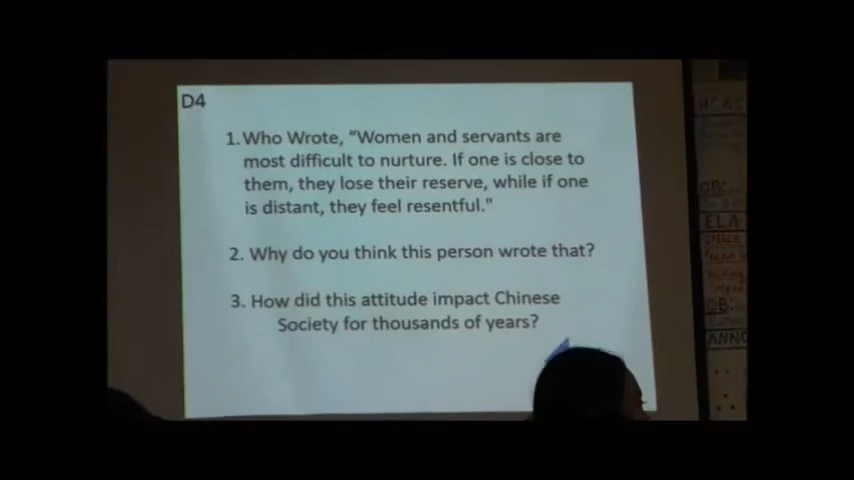 D4
1. Who Wrote, "Women and servants are
most difficult to nurture. If one is close to
them, they lose their reserve, while if one
is distant, they feel resentful."
2. Why do you think this person wrote that?
3. How did this attitude impact Chinese
Society for thousands of years?
OB:
ELA
OB:
ANNO